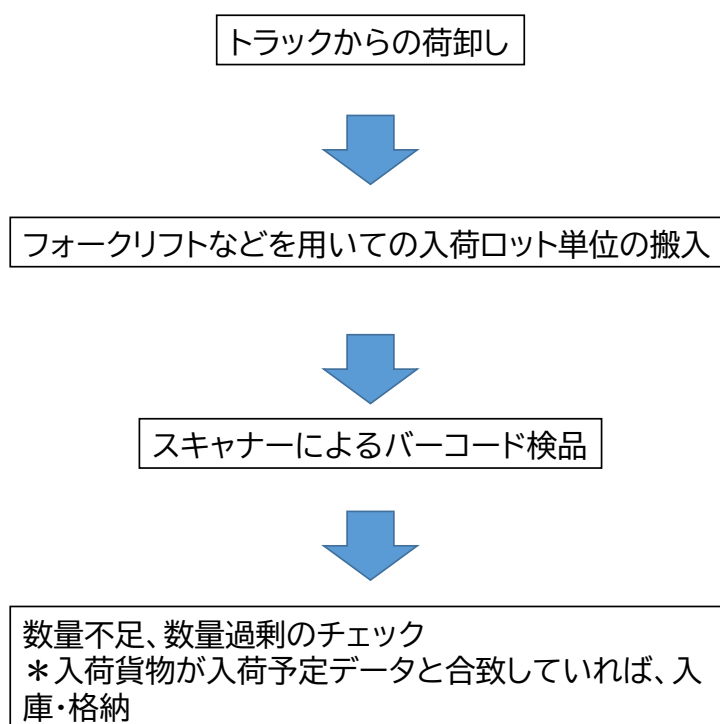 トラックからの荷卸し
フォークリフトなどを用いての入荷ロット単位の搬入
スキャナーによるバーコード検品
数量不足、数量過剰のチェック
＊入荷貨物が入荷予定データと合致していれば、入
庫・格納